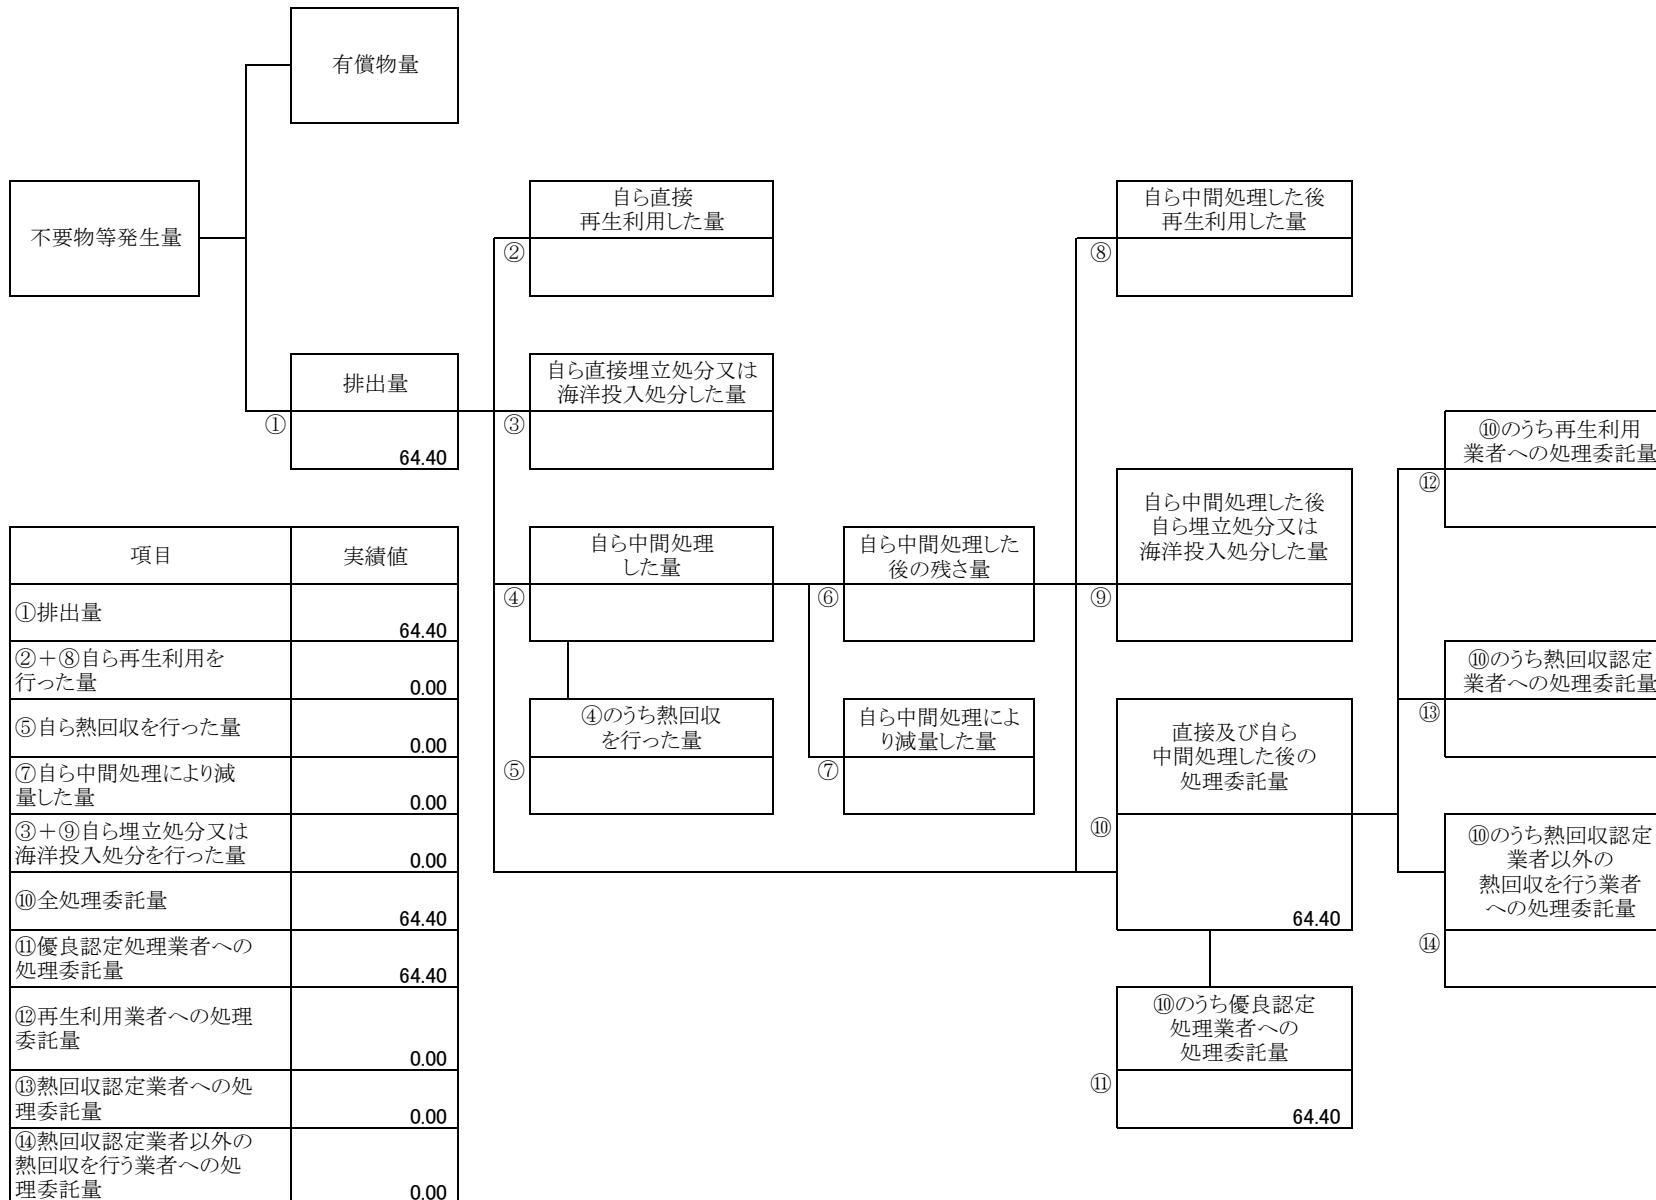 有償物量
不要物等発生量
自ら直接
再生利用した量
②
自ら中間処理した後
再生利用した量
⑧
排出量
①
64.40
自ら直接埋立処分又は
海洋投入処分した量
③
⑩のうち再生利用
業者への処理委託量
⑫
項目
実績値
①排出量
64.40
②+⑧自ら再生利用を
行った量
0.00
⑤自ら熱回収を行った量
0.00
⑦自ら中間処理により減
量した量
0.00
③+⑨自ら埋立処分又は
海洋投入処分を行った量
0.00
⑩全処理委託量
64.40
⑪優良認定処理業者への
処理委託量
64.40
⑫再生利用業者への処理
委託量
0.00
⑬熱回収認定業者への処
理委託量
0.00
⑭熱回収認定業者以外の
熱回収を行う業者への処
理委託量
0.00
自ら中間処理
した量
④
自ら中間処理した
後の残さ量
⑥
自ら中間処理した後
自ら埋立処分又は
海洋投入処分した量
⑨
④のうち熱回収
を行った量
⑤
自ら中間処理によ
り減量した量
⑦
直接及び自ら
中間処理した後の
処理委託量
⑩
64.40
⑩のうち熱回収認定
業者への処理委託量
⑬
⑩のうち熱回収認定
業者以外の
熱回収を行う業者
への処理委託量
⑭
⑩のうち優良認定
処理業者への
処理委託量
⑪
64.40